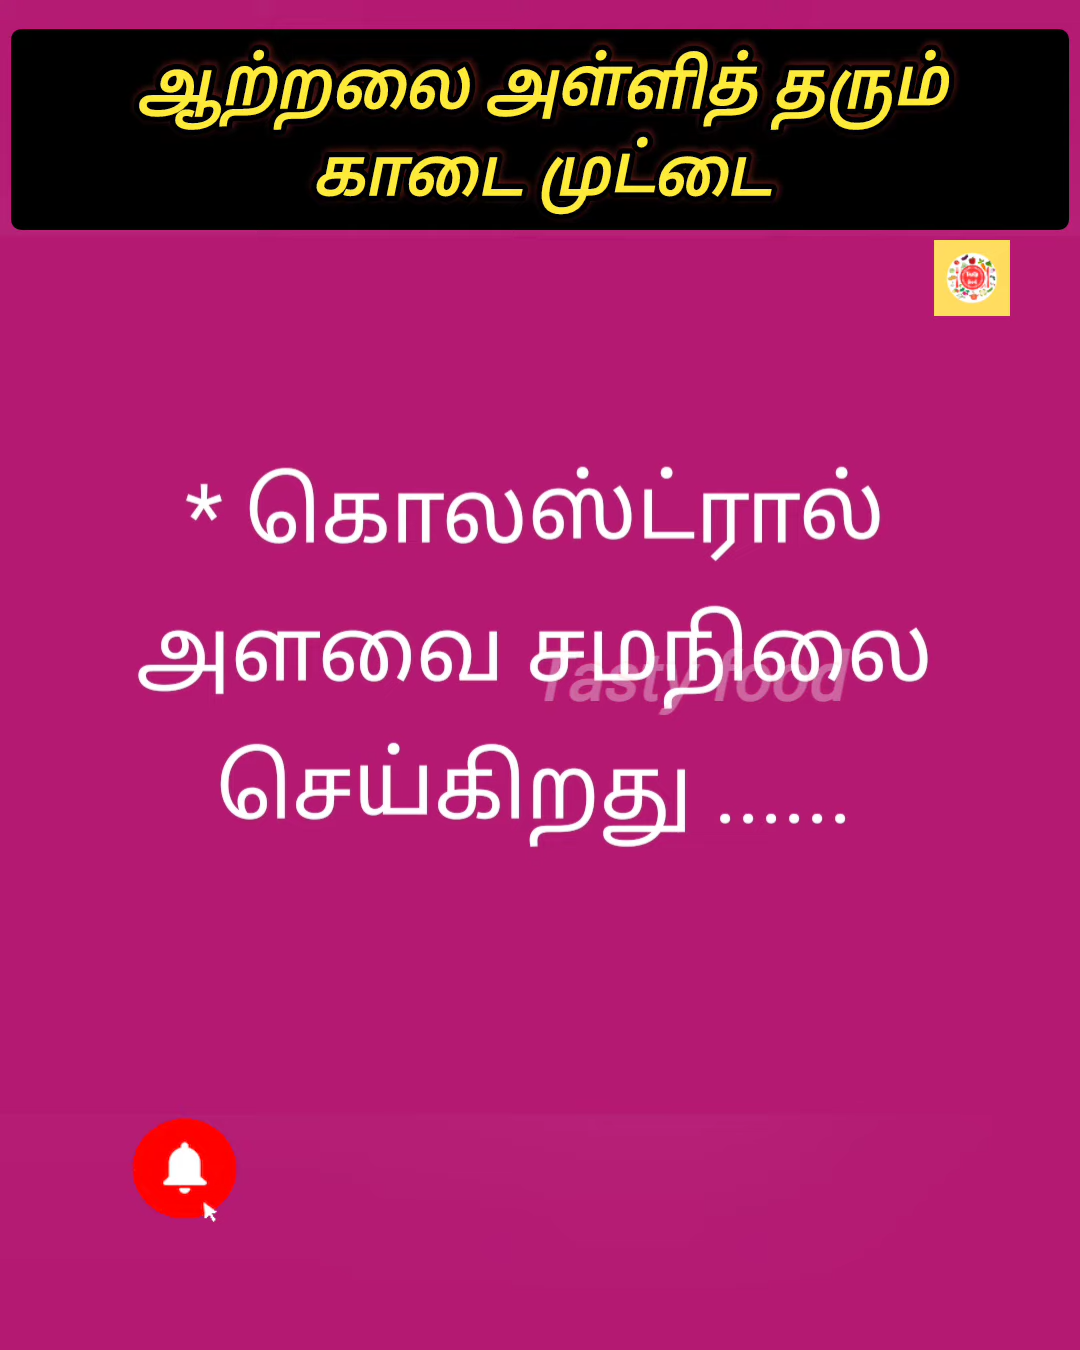 ஆற்றலை அள்ளித் தரும்
காடை முட்டை
* கொலஸ்ட்ரால்
அளவை சமநிலை
Tasty food
செய்கிறது ......